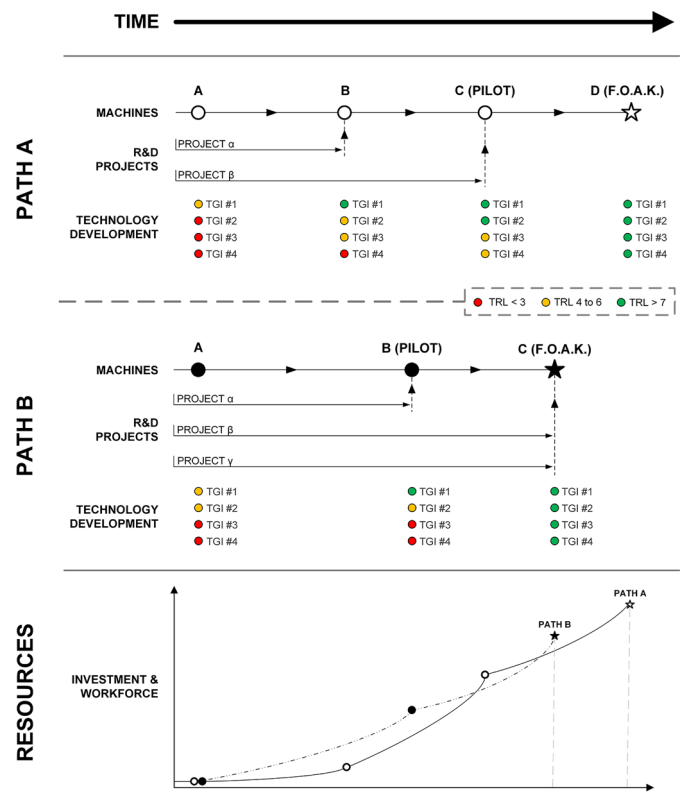 TIME
PATH A
A
B
C (PILOT)
D (F.O.A.K.)
MACHINES
R&D
PROJECTS
PROJECT α
PROJECT β
TECHNOLOGY
DEVELOPMENT
TGI #1 TGI #1 TGI #1 TGI #1
TGI #2 TGI #2 TGI #2 TGI #2
TGI #3 TGI #3 TGI #3 TGI #3
TGI #4 TGI #4 TGI #4 TGI #4
TRL < 3 TRL 4 to 6 TRL > 7
PATH B
A
B (PILOT)
C (F.O.A.K.)
MACHINES
R&D
PROJECTS
PROJECT α
PROJECT β
PROJECT γ
TECHNOLOGY
DEVELOPMENT
TGI #1 TGI #1 TGI #1
TGI #2 TGI #2 TGI #2
TGI #3 TGI #3 TGI #3
TGI #4 TGI #4 TGI #4
RESOURCES
INVESTMENT &
WORKFORCE
PATH B
PATH A